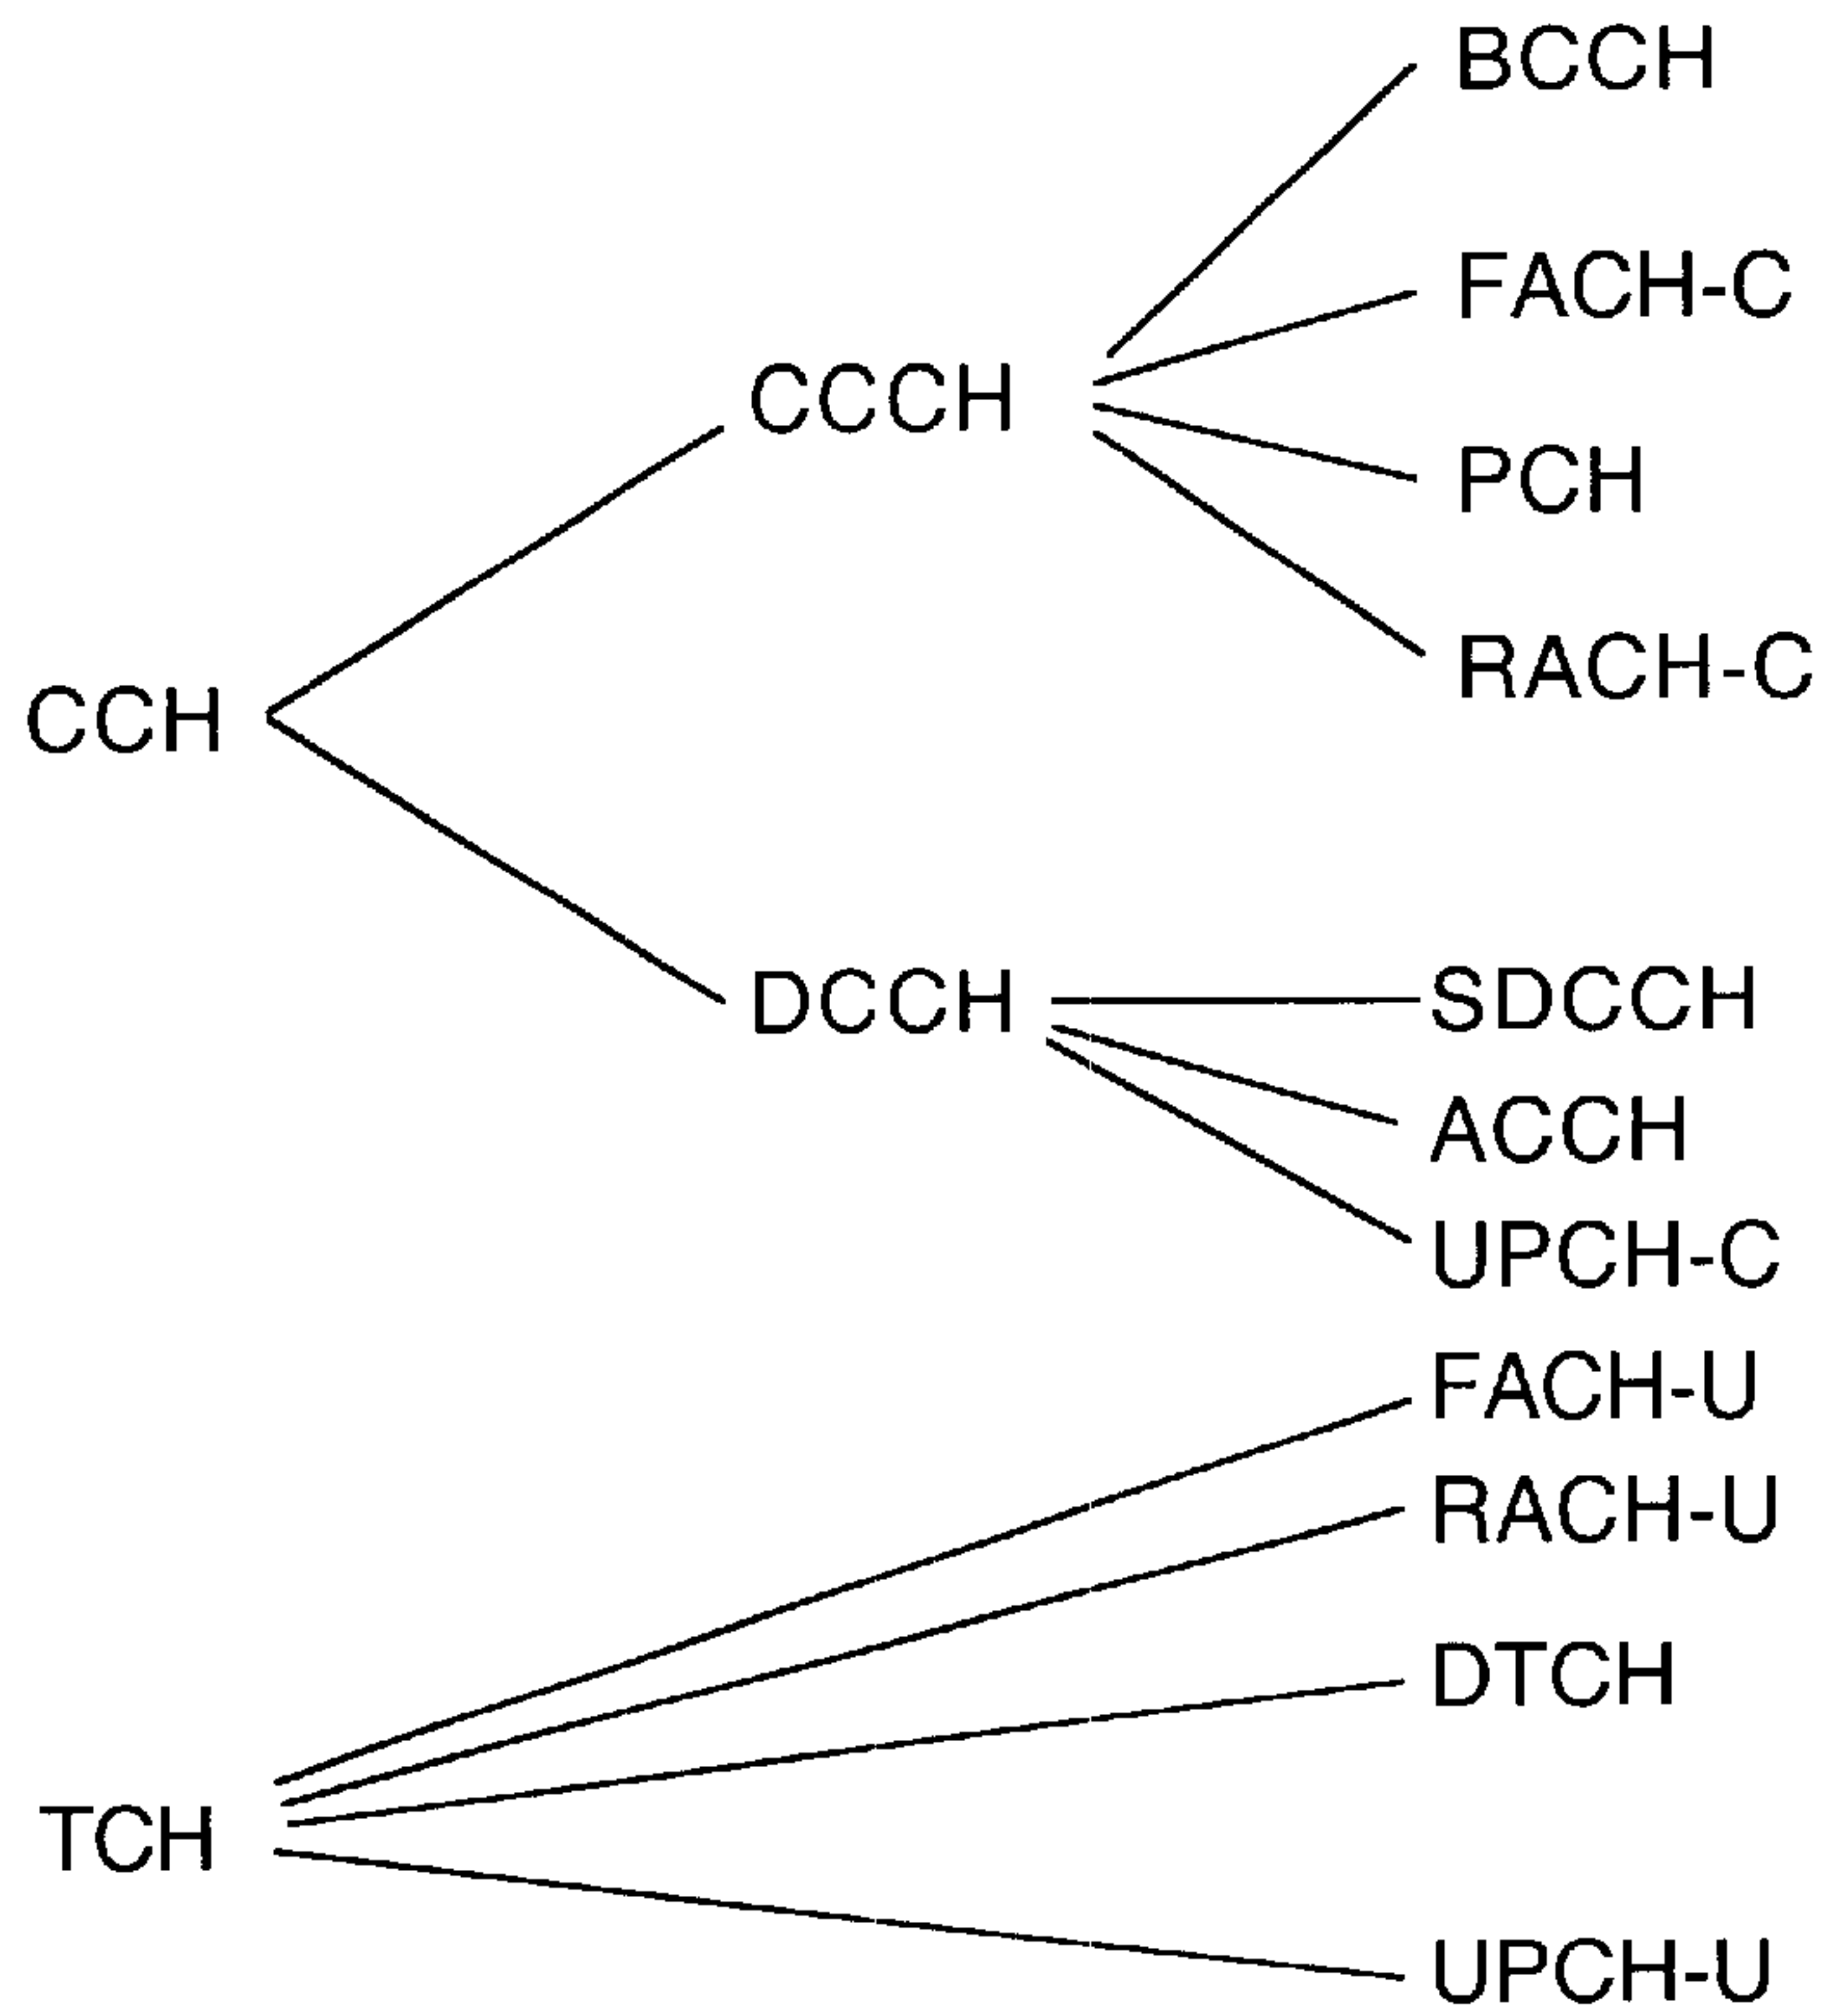 BCCH
FACH-C
CCCH
PCH
RACH-C
CCH
DCCH
SDCCH
ACCH
UPCH-C
FACH-U
RACH-U
DTCH
TCH
UPCH-U